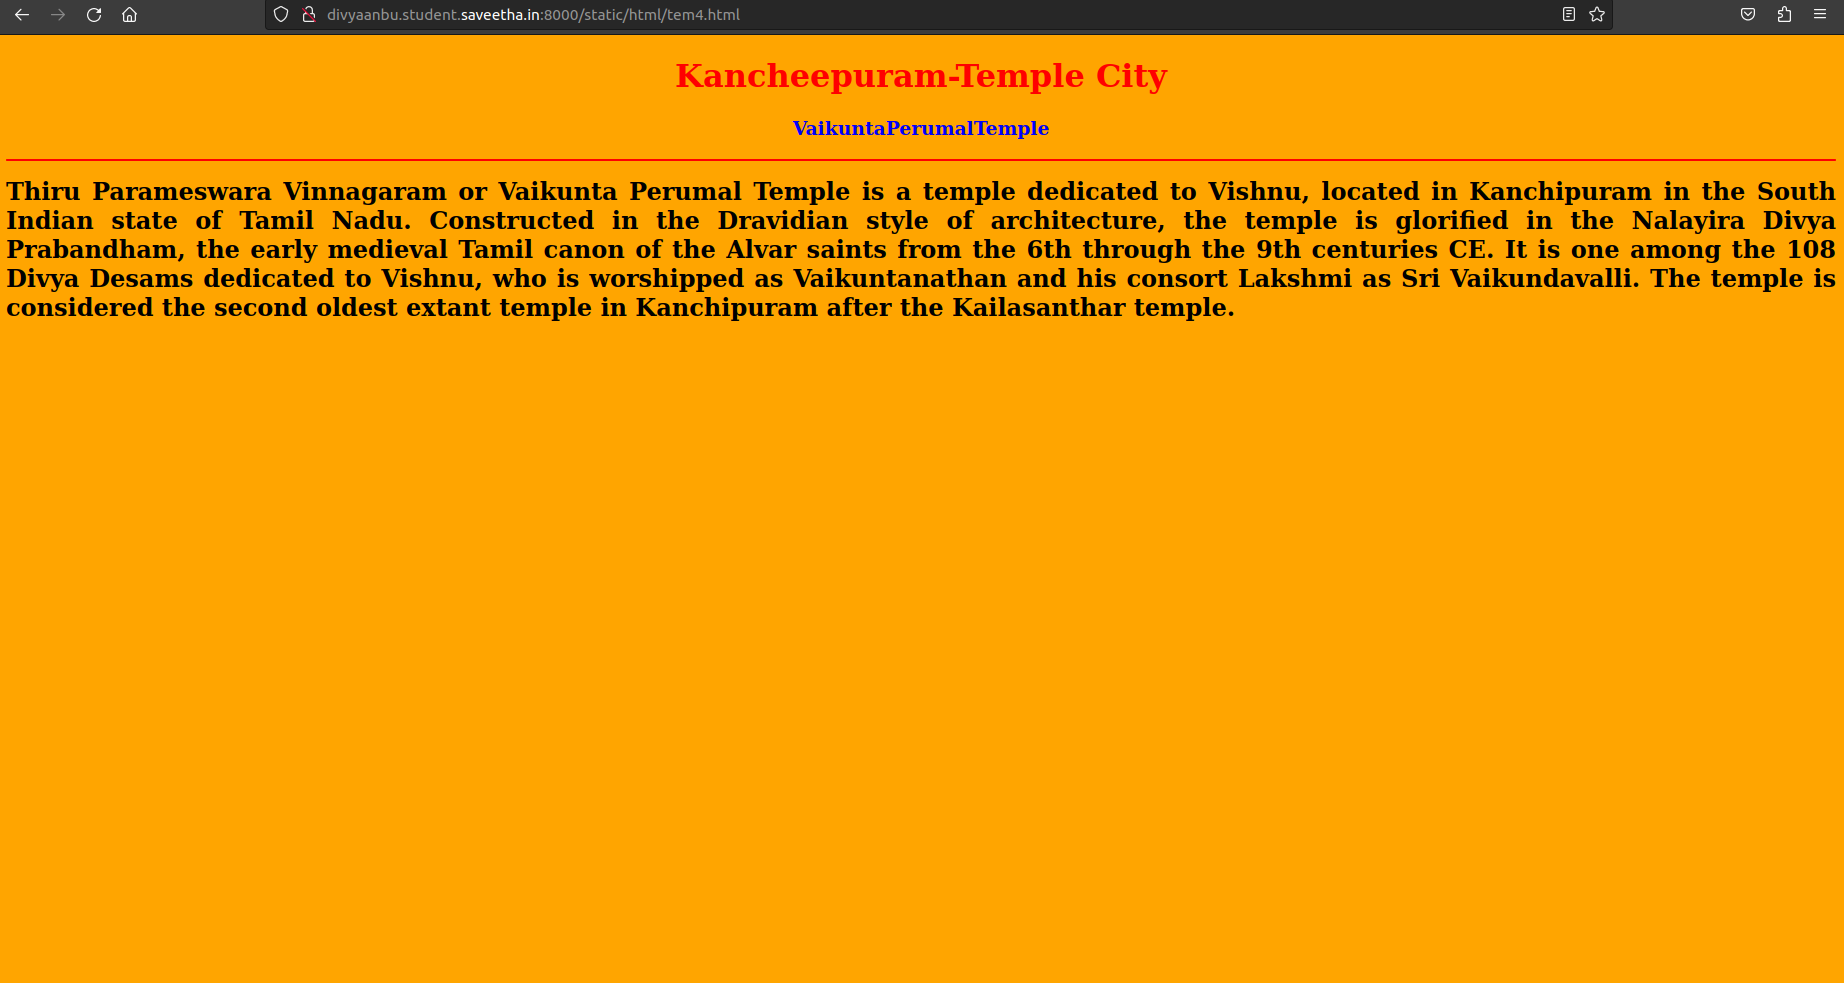 divyaanbu.student.saveetha.in:8000/static/html/tem4.html
Kancheepuram-Temple City
VaikuntaPerumalTemple
Thiru Parameswara Vinnagaram or Vaikunta Perumal Temple is a temple dedicated to Vishnu, located in Kanchipuram in the South
Indian state of Tamil Nadu. Constructed in the Dravidian style of architecture, the temple is glorified in the Nalayira Divya
Prabandham, the early medieval Tamil canon of the Alvar saints from the 6th through the 9th centuries CE. It is one among the 108
Divya Desams dedicated to Vishnu, who is worshipped as Vaikuntanathan and his consort Lakshmi as Sri Vaikundavalli. The temple is
considered the second oldest extant temple in Kanchipuram after the Kailasanthar temple.